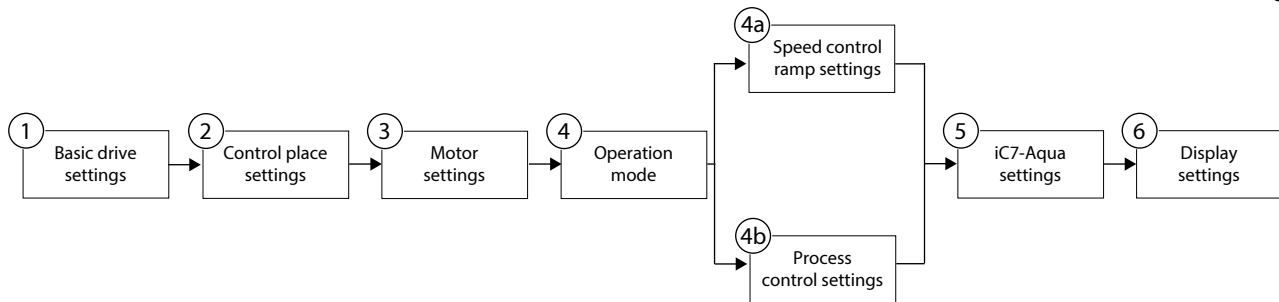 1
Basic drive
settings
2
Control place
settings
3
Motor
settings
4
Operation
mode
4a
Speed control
ramp settings
4b
Process
control settings
5
iC7-Aqua
settings
6
Display
settings